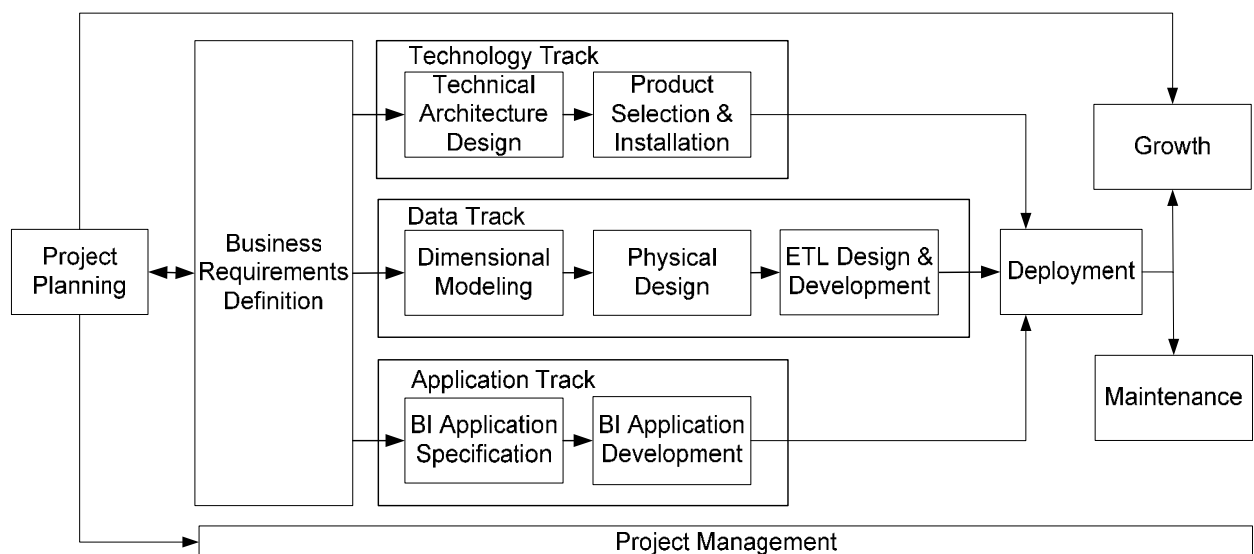 Technology Track
Technical
Architecture
Design
Product
Selection &
Installation
Growth
Data Track
Project
Planning
Business
Requirements
Definition
Dimensional
Modeling
Physical
Design
ETL Design &
Development
Deployment
Application Track
BI Application
Specification
BI Application
Development
Maintenance
Project Management